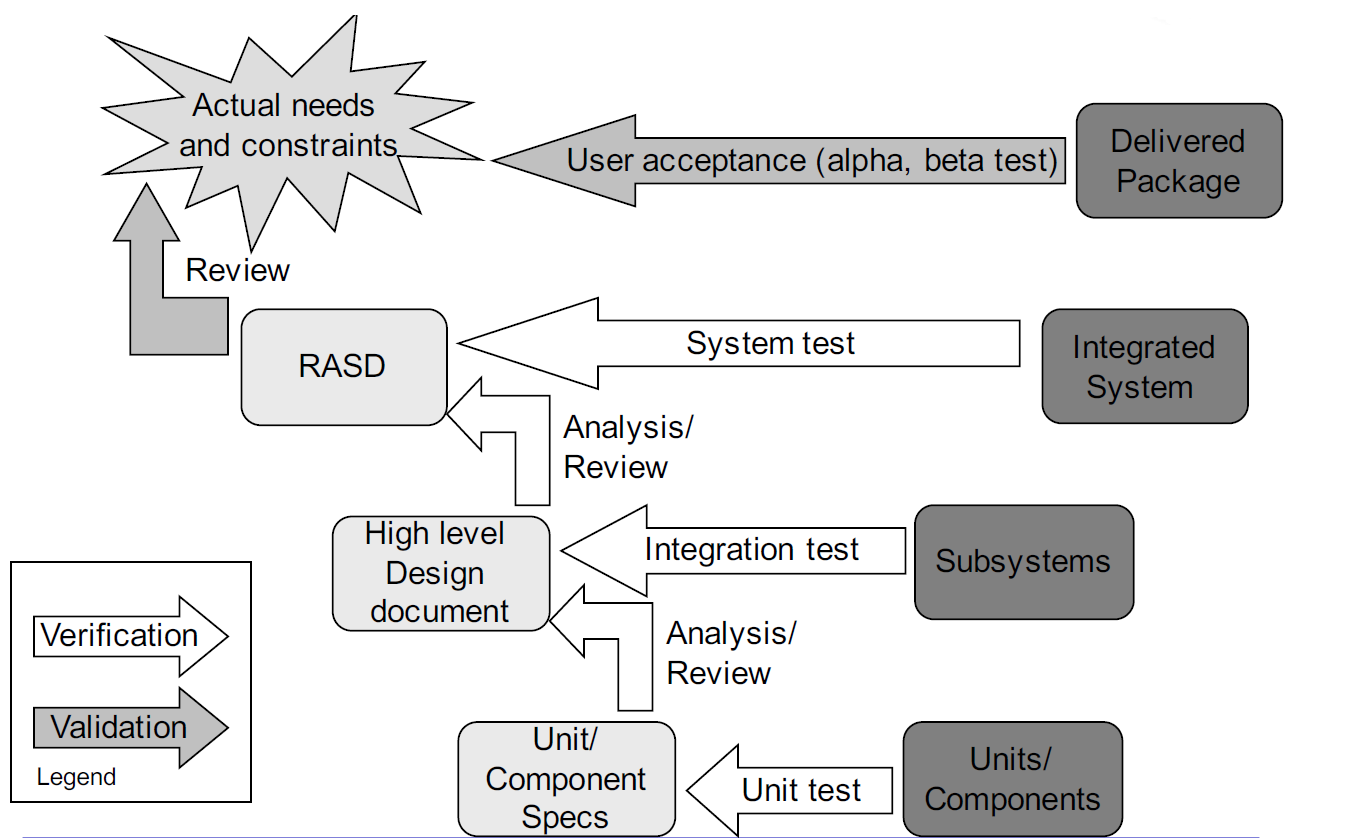 Actual needs
and constraints
User acceptance (alpha, beta test)
Delivered
Package
Review
RASD
System test
Integrated
System
Analysis/
Review
High level
Design
document
Integration test
Subsystems
Analysis/
Review
Verification
Validation
Legend
Unit/
Component
Specs
Unit test
Units/
Components